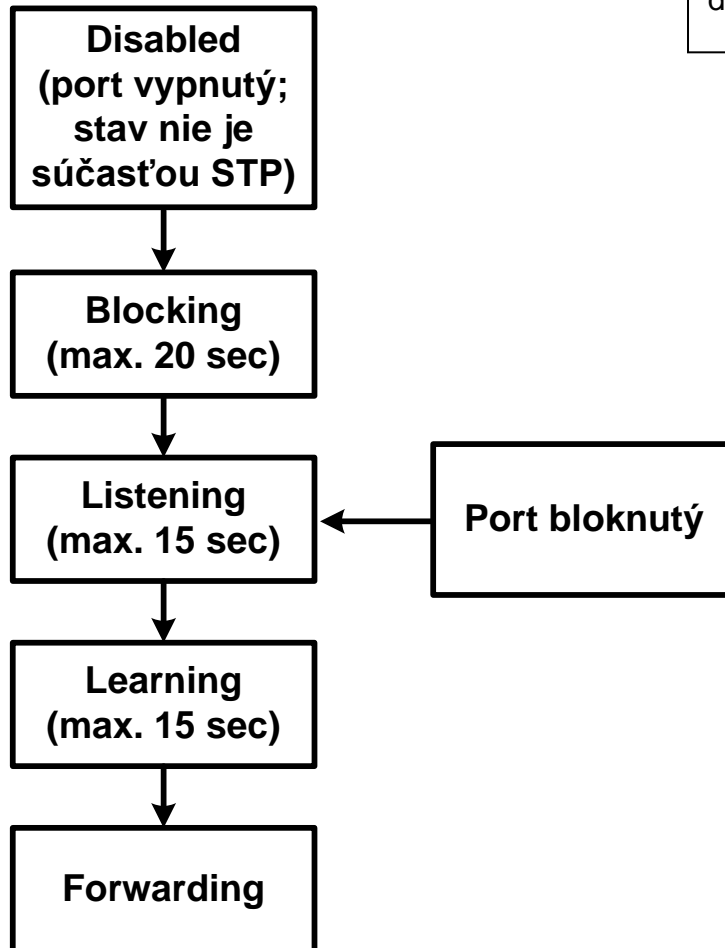 Disabled
(port vypnutý;
stav nie je
súčasťou STP)
Blocking
(max. 20 sec)
Listening
(max. 15 sec)
Port bloknutý
Learning
(max. 15 sec)
Forwarding